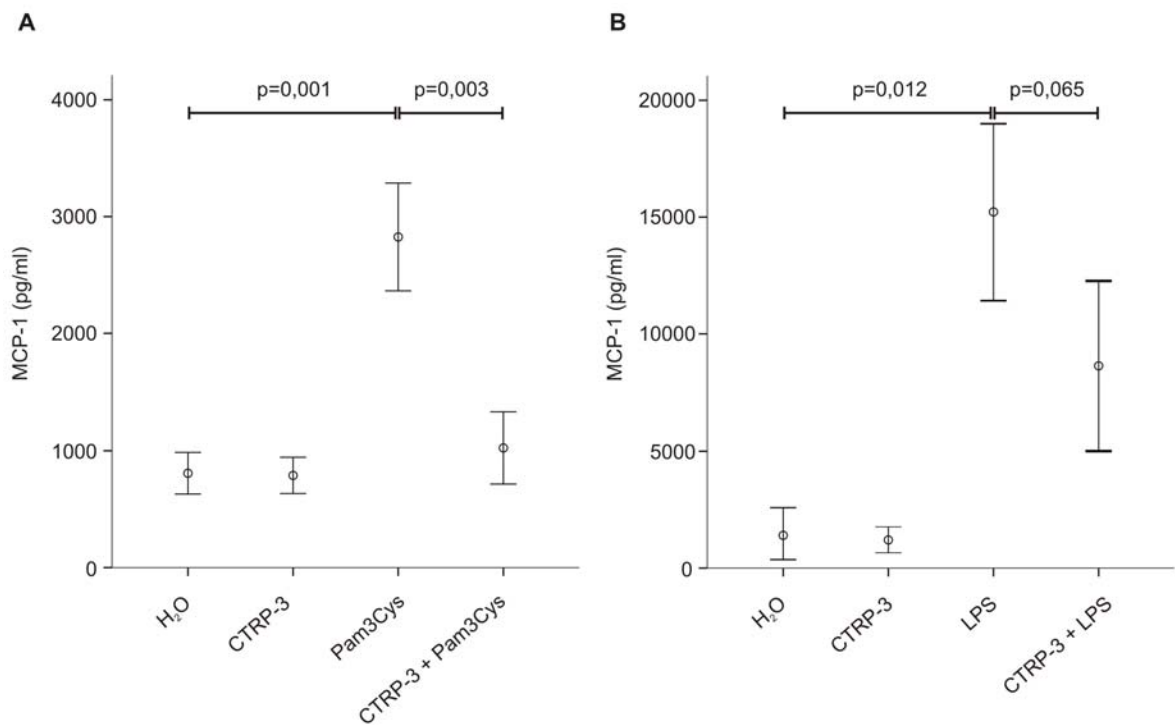 A
p=0,001
p=0,003
4000
3000
2000
1000
0
MCP-1 (pg/ml)
H₂O
CTRP-3
Pam3Cys
CTRP-3 + Pam3Cys
B
p=0,012
p=0,065
20000
15000
10000
5000
0
MCP-1 (pg/ml)
H₂O
CTRP-3
LPS
CTRP-3 + LPS